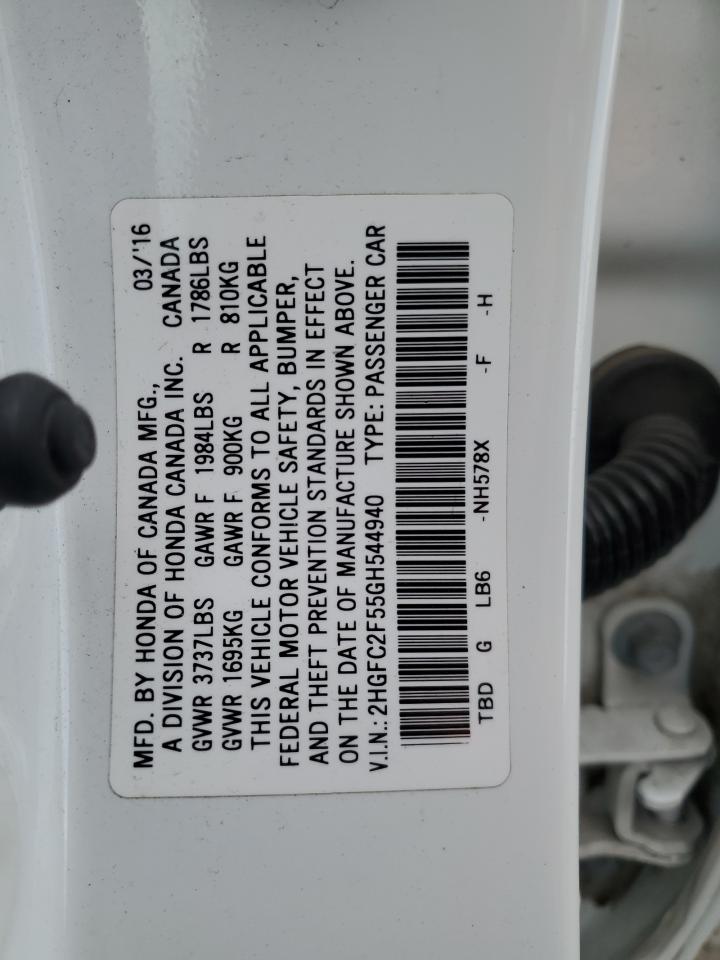 MFD. BY HONDA OF CANADA MFG., 03/'16
A DIVISION OF HONDA CANADA INC. CANADA
GVWR 3737LBS GAWR F 1984LBS R 1786LBS
GVWR 1695KG GAWR F 900KG R 810KG
THIS VEHICLE CONFORMS TO ALL APPLICABLE
FEDERAL MOTOR VEHICLE SAFETY, BUMPER,
AND THEFT PREVENTION STANDARDS IN EFFECT
ON THE DATE OF MANUFACTURE SHOWN ABOVE.
V.I.N.: 2HGFC2F55GH544940 TYPE: PASSENGER CAR
TBD G LB6 -NH578X -F -H